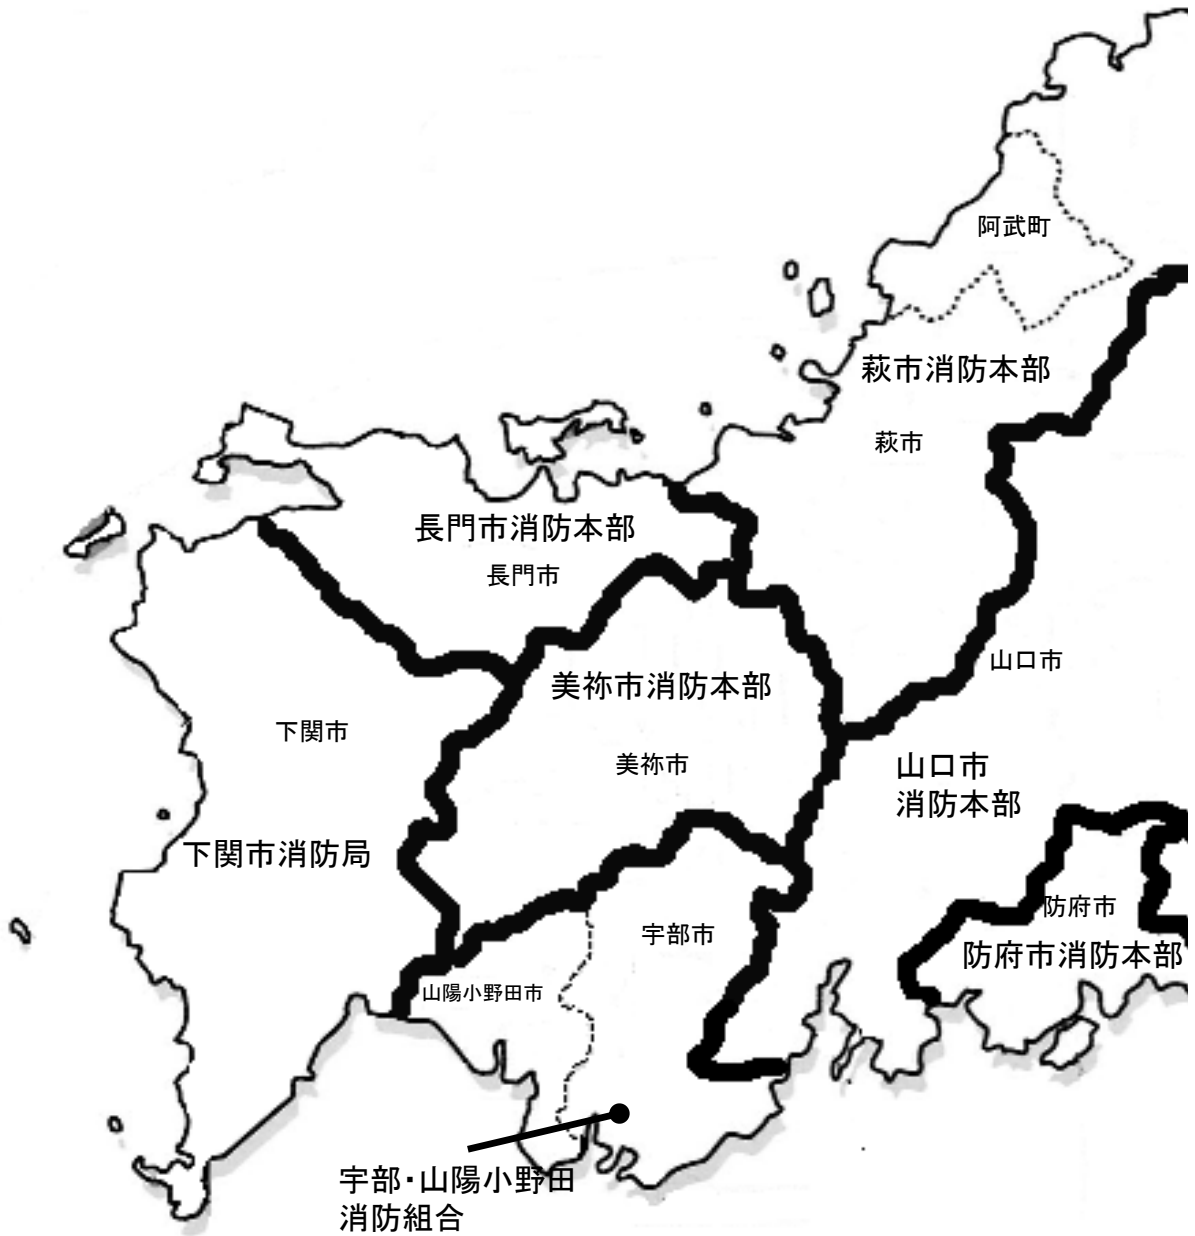 阿武町
萩市消防本部
萩市
長門市消防本部
長門市
山口市
美祢市消防本部
下関市
美祢市
山口市
消防本部
下関市消防局
防府市
宇部市
防府市消防本部
山陽小野田市
宇部・山陽小野田
消防組合